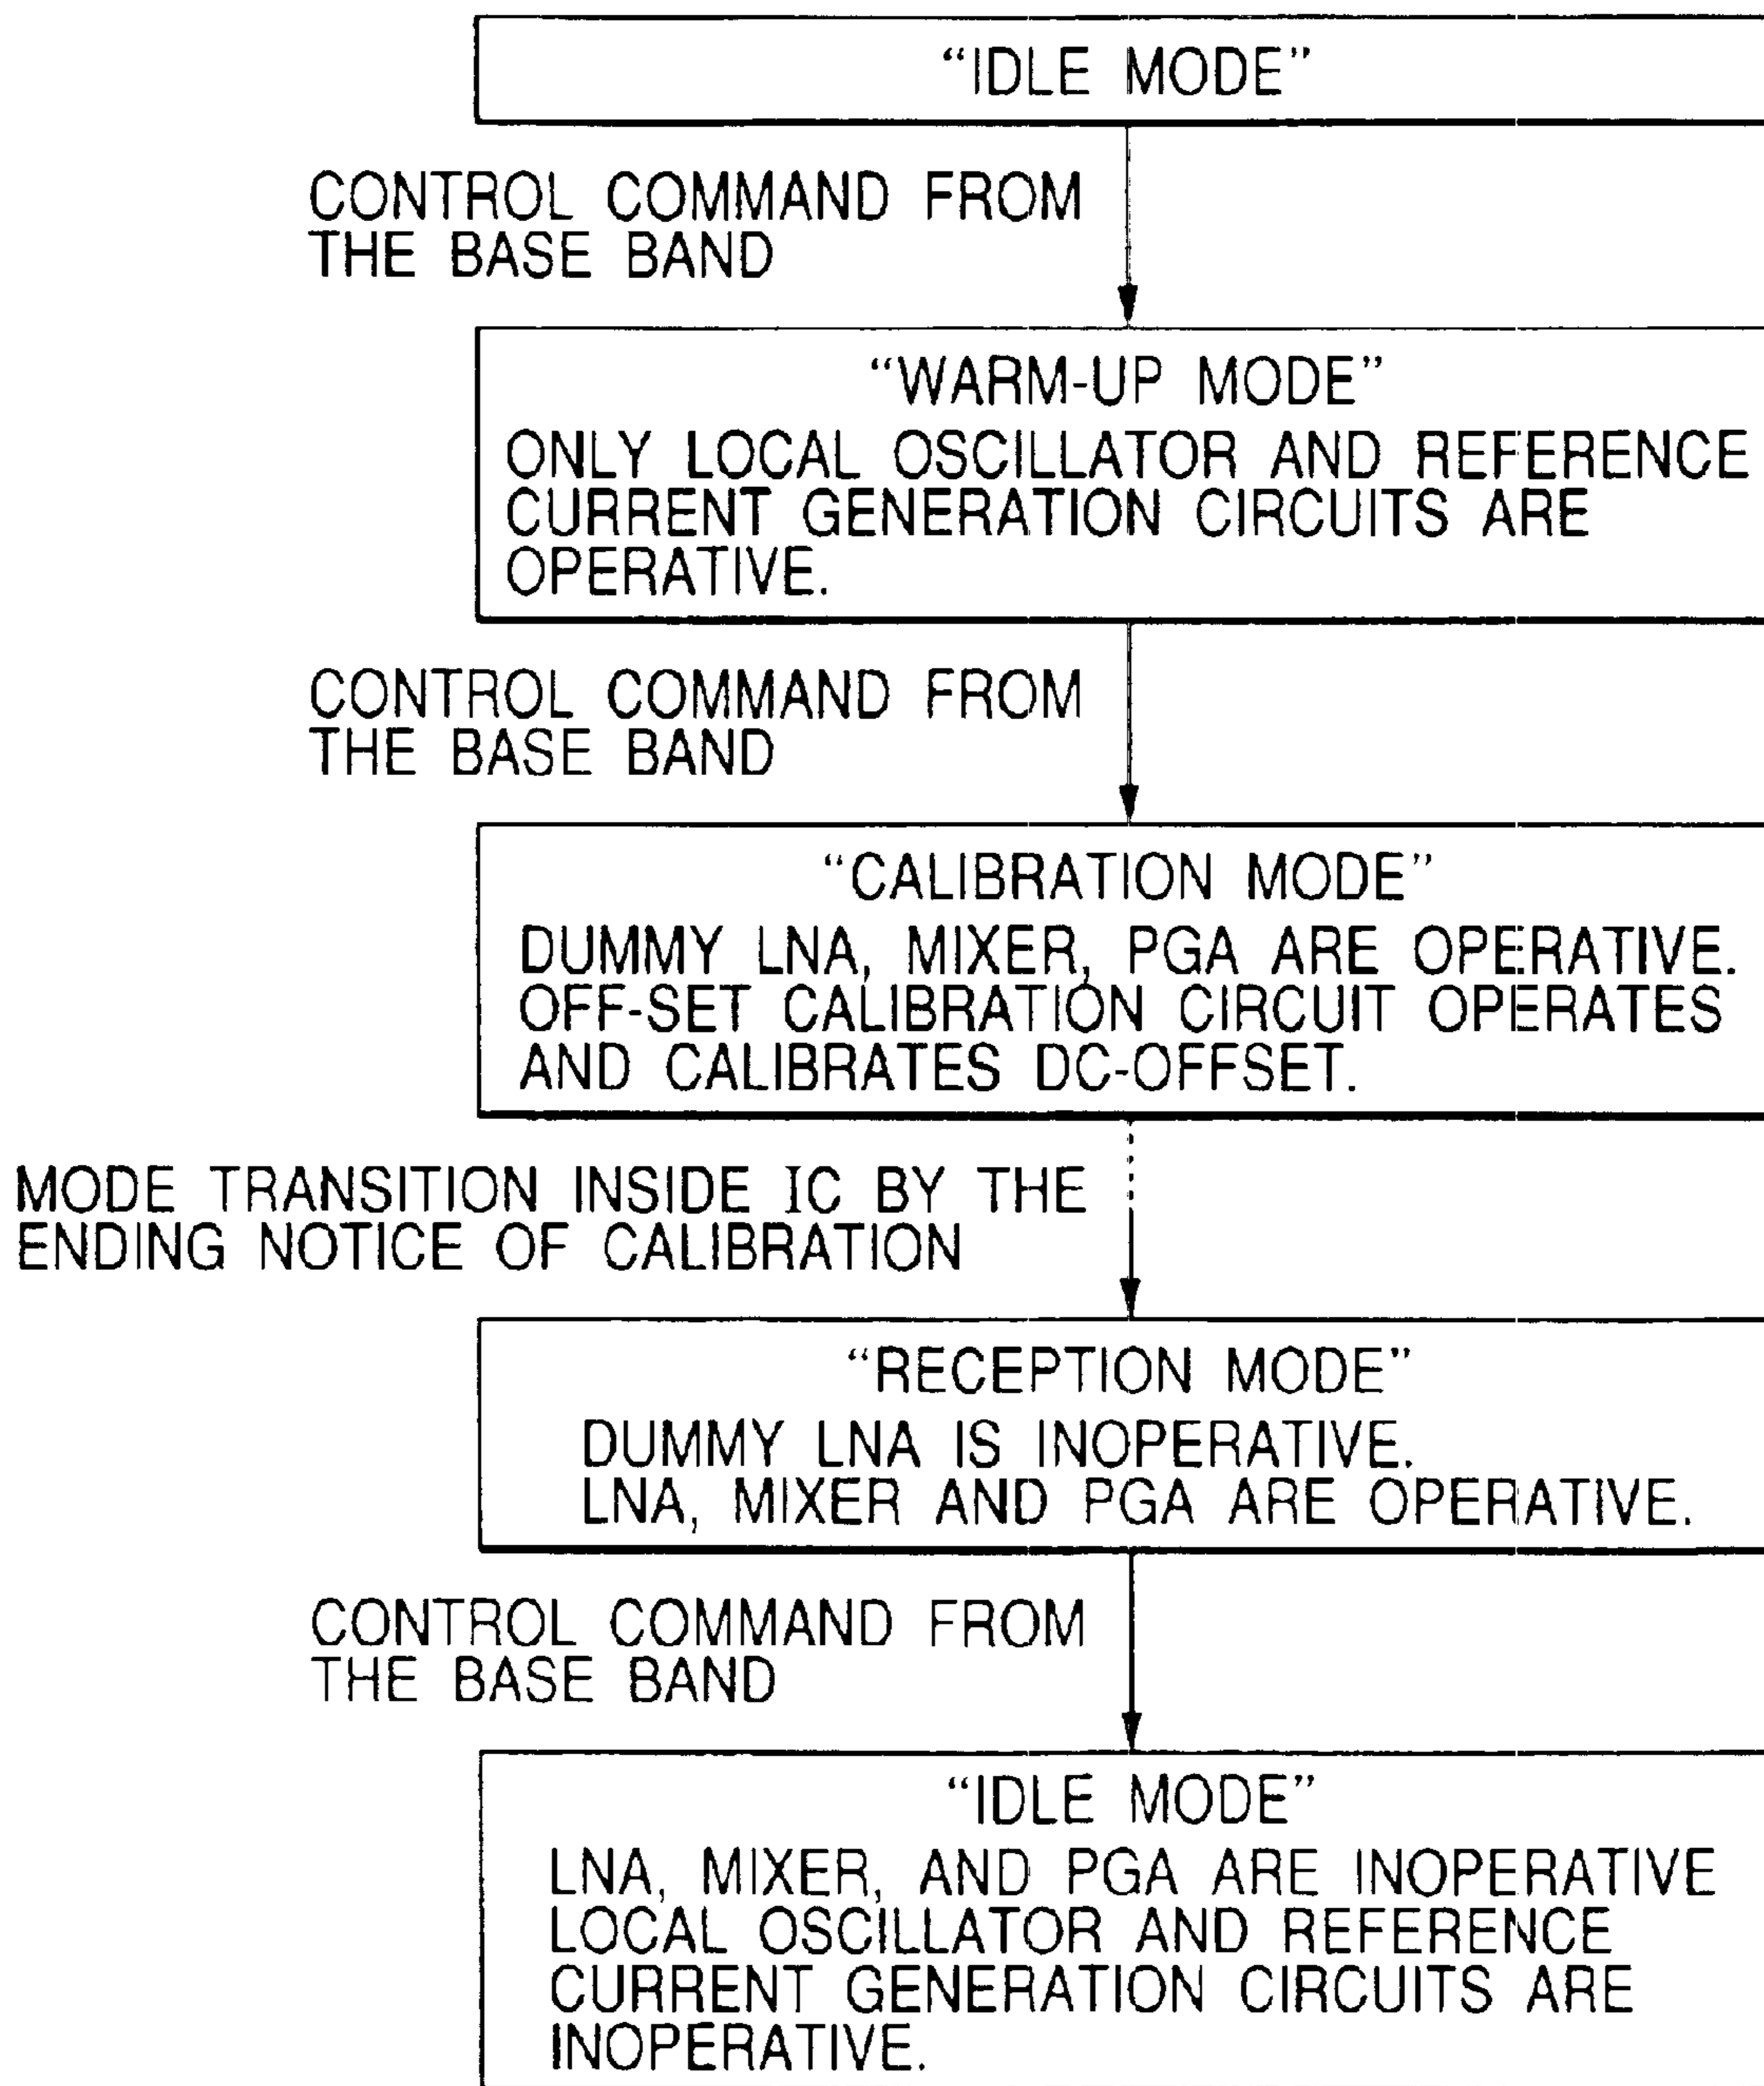 “IDLE MODE”
CONTROL COMMAND FROM
THE BASE BAND
“WARM-UP MODE”
ONLY LOCAL OSCILLATOR AND REFERENCE
CURRENT GENERATION CIRCUITS ARE
OPERATIVE.
CONTROL COMMAND FROM
THE BASE BAND
“CALIBRATION MODE”
DUMMY LNA, MIXER, PGA ARE OPERATIVE.
OFF-SET CALIBRATION CIRCUIT OPERATES
AND CALIBRATES DC-OFFSET.
MODE TRANSITION INSIDE IC BY THE
ENDING NOTICE OF CALIBRATION
“RECEPTION MODE”
DUMMY LNA IS INOPERATIVE.
LNA, MIXER AND PGA ARE OPERATIVE.
CONTROL COMMAND FROM
THE BASE BAND
“IDLE MODE”
LNA, MIXER, AND PGA ARE INOPERATIVE
LOCAL OSCILLATOR AND REFERENCE
CURRENT GENERATION CIRCUITS ARE
INOPERATIVE.